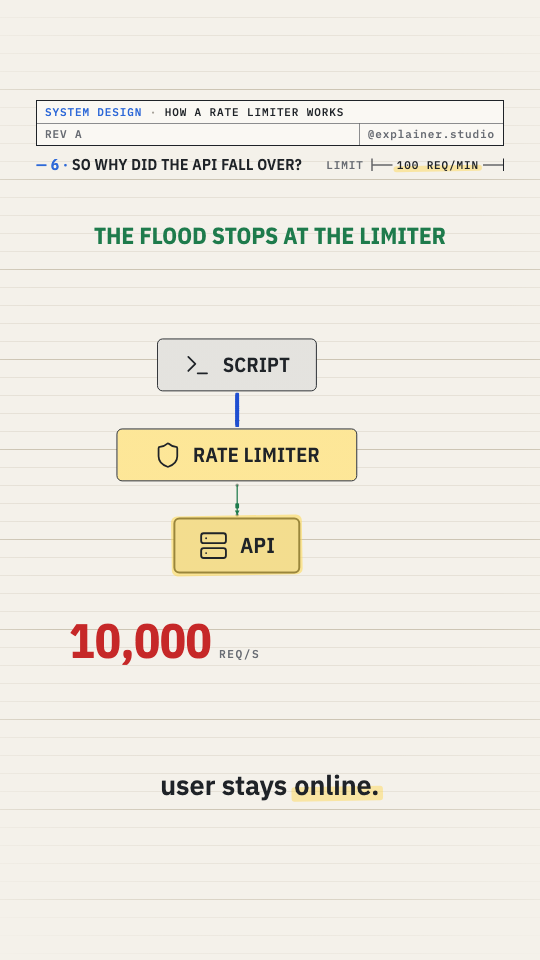 SYSTEM DESIGN · HOW A RATE LIMITER WORKS
REV A @explainer.studio
— 6 · SO WHY DID THE API FALL OVER? LIMIT 100 REQ/MIN
THE FLOOD STOPS AT THE LIMITER
SCRIPT
RATE LIMITER
API
10,000 REQ/S
user stays online.